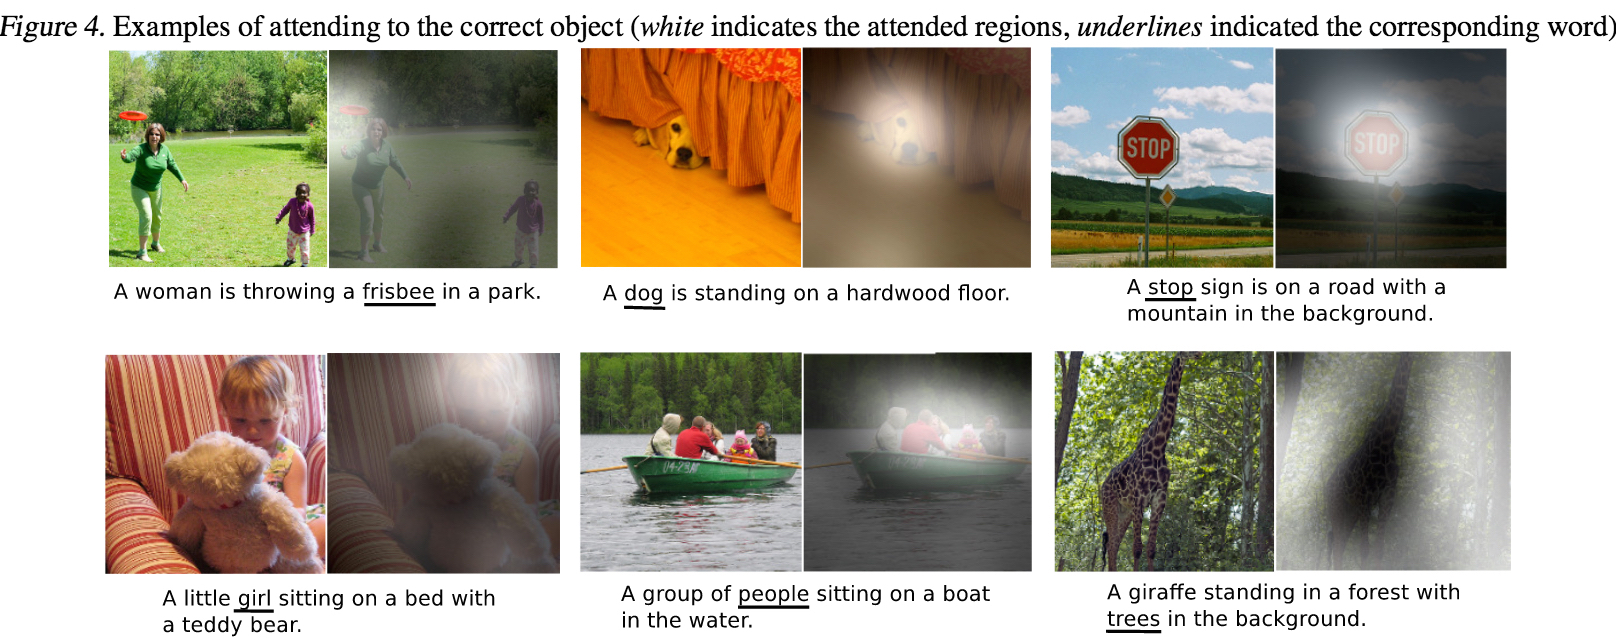 Figure 4. Examples of attending to the correct object (white indicates the attended regions, underlines indicated the corresponding word)
STOP
STOP
A woman is throwing a frisbee in a park.
A dog is standing on a hardwood floor.
A stop sign is on a road with a
mountain in the background.
A little girl sitting on a bed with
a teddy bear.
A group of people sitting on a boat
in the water.
A giraffe standing in a forest with
trees in the background.